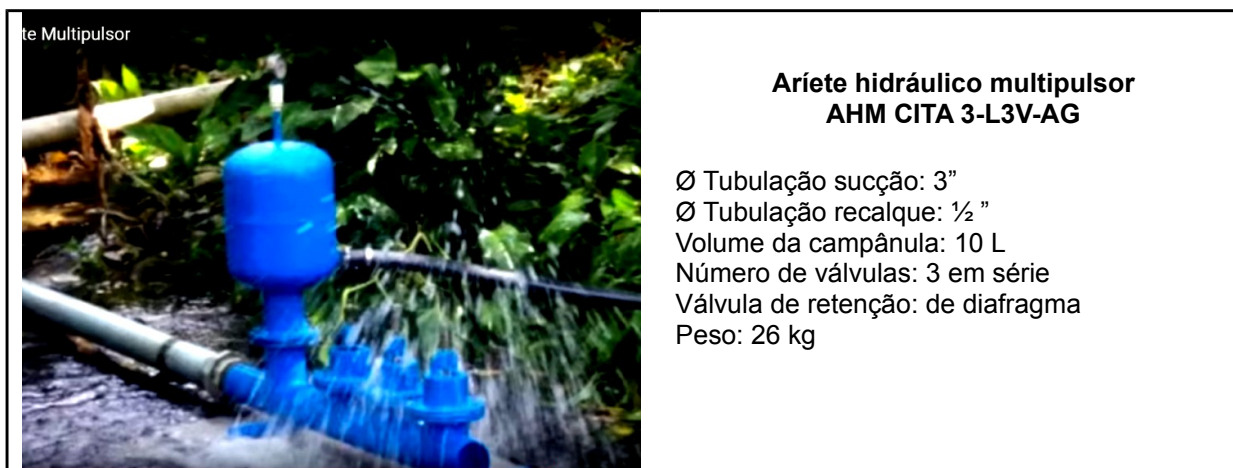 te Multipulsor
Aríete hidráulico multipulsor
AHM CITA 3-L3V-AG
Ø Tubulação sucção: 3”
Ø Tubulação recalque: ½ ”
Volume da campânula: 10 L
Número de válvulas: 3 em série
Válvula de retenção: de diafragma
Peso: 26 kg